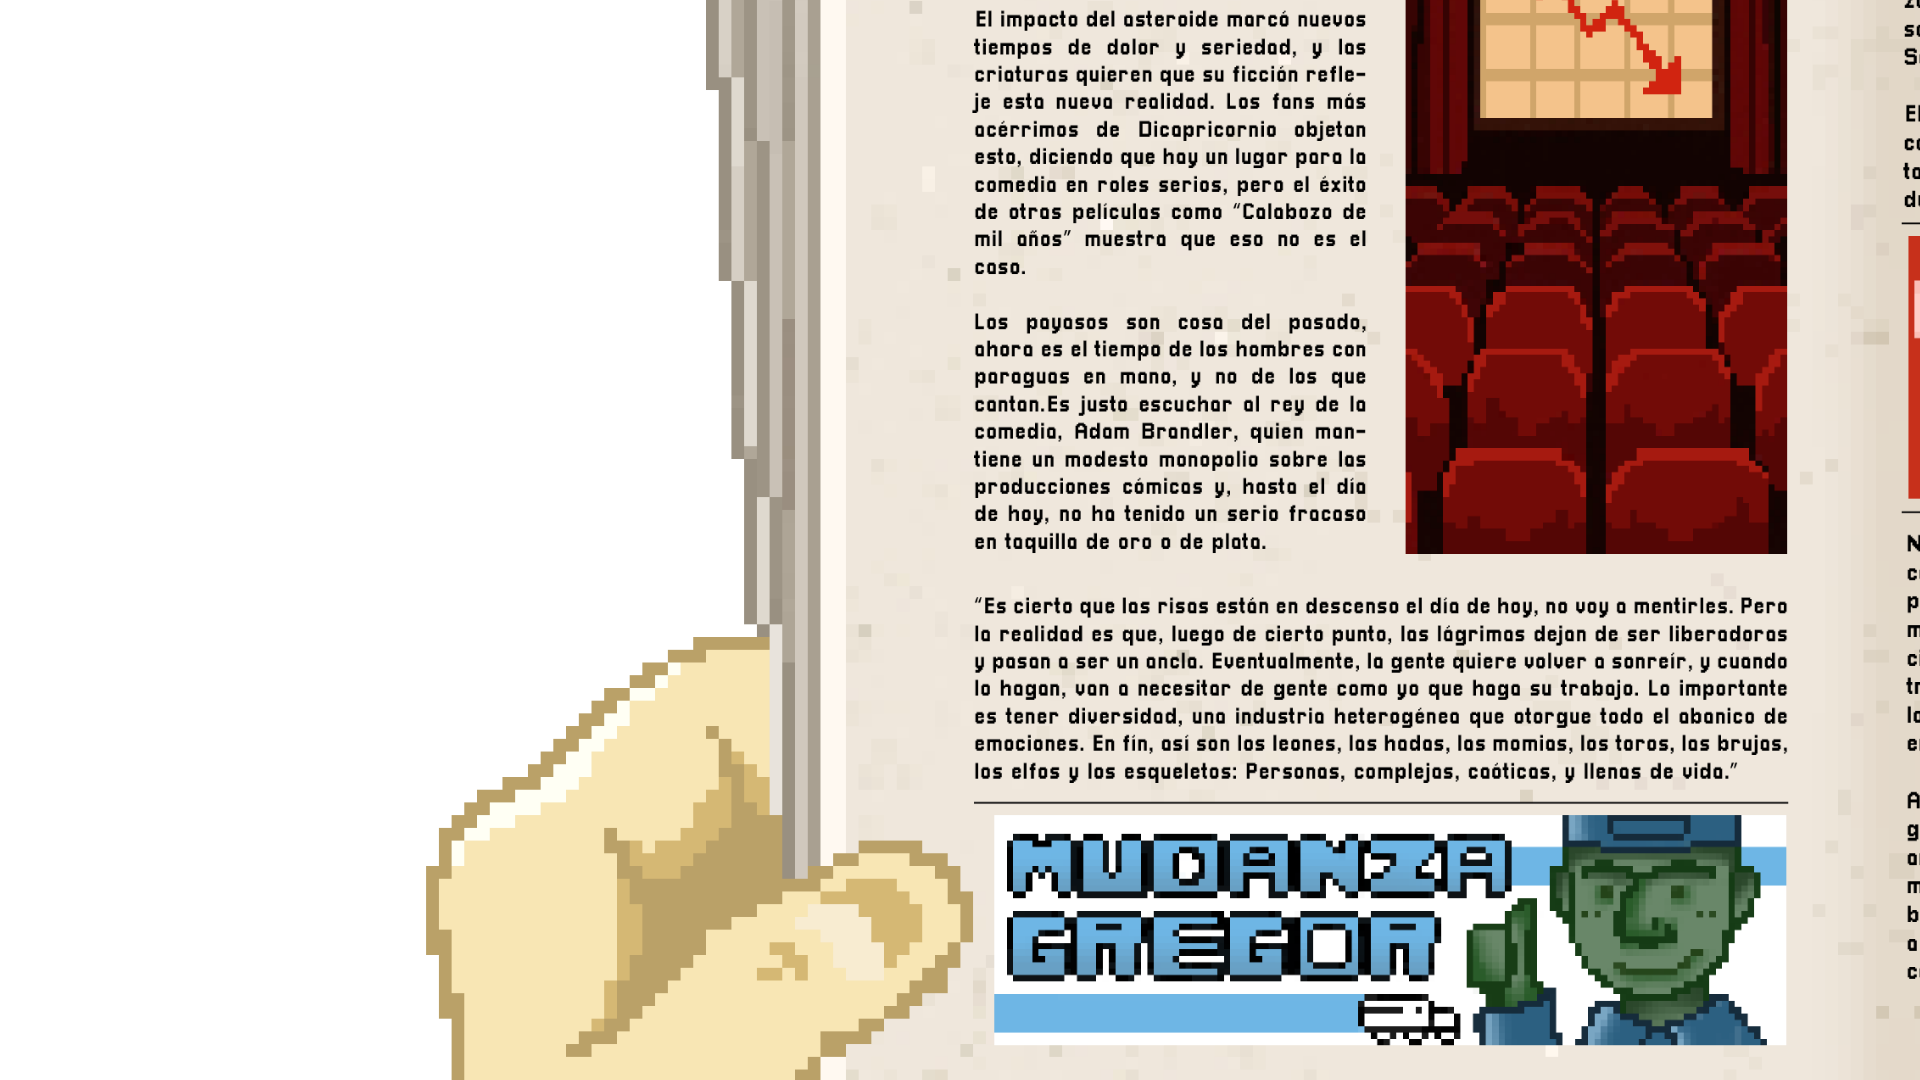 El impacto del asteroide marcó nuevos
tiempos de dolor y seriedad, y las
criaturas quieren que su ficción refle-
je esta nueva realidad. Los fans más
acérrimos de Dicapricornio objetan
esto, diciendo que hay un lugar para la
comedia en roles serios, pero el éxito
de otras películas como “Calabozo de
mil años” muestra que eso no es el
caso.
Los payasos son cosa del pasado,
ahora es el tiempo de los hombres con
paraguas en mano, y no de los que
cantan.Es justo escuchar al rey de la
comedia, Adam Brandler, quien man-
tiene un modesto monopolio sobre las
producciones cómicas y, hasta el día
de hoy, no ha tenido un serio fracaso
en taquilla de oro o de plata.
“Es cierto que las risas están en descenso el día de hoy, no voy a mentirles. Pero
la realidad es que, luego de cierto punto, las lágrimas dejan de ser liberadoras
y pasan a ser un ancla. Eventualmente, la gente quiere volver a sonreír, y cuando
lo hagan, van a necesitar de gente como yo que haga su trabajo. Lo importante
es tener diversidad, una industria heterogénea que otorgue todo el abanico de
emociones. En fín, así son los leones, las hadas, las momias, los toros, las brujas,
los elfos y los esqueletos: Personas, complejas, caóticas, y llenas de vida.”
MUDANZA
GREGOR